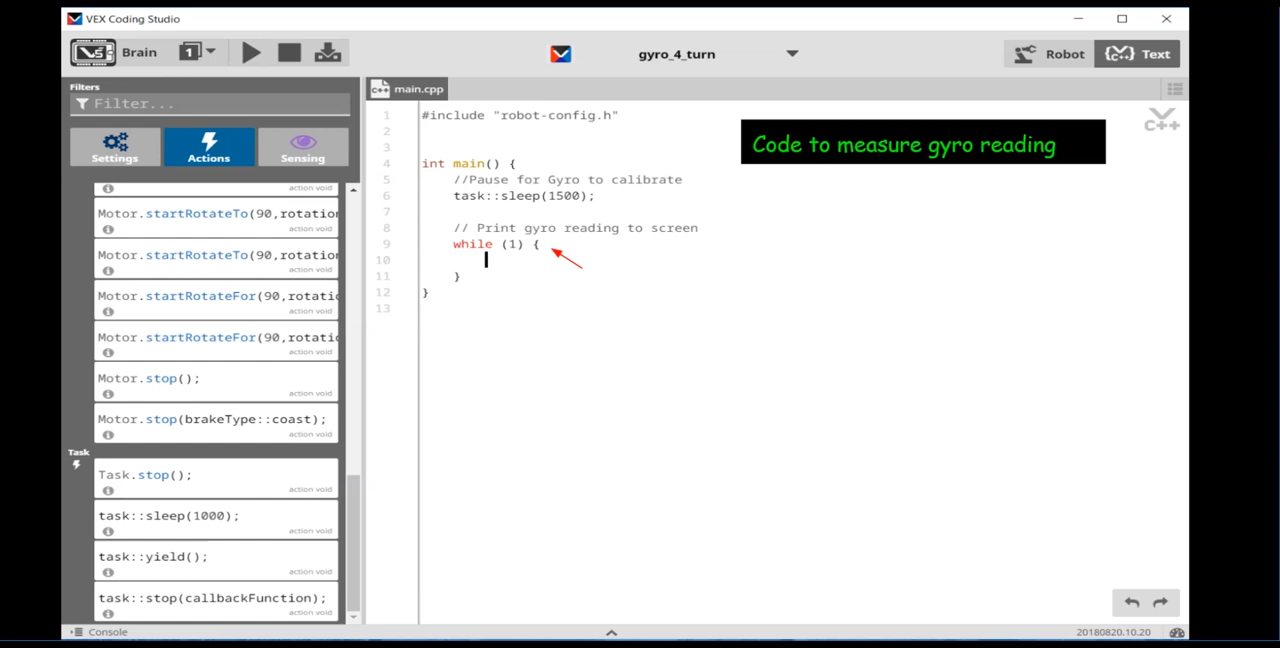 VEX Coding Studio
V5 Brain
1
gyro_4_turn
Robot
C++ Text
Filters
Filter...
Settings
Actions
Sensing
action void
Motor.startRotateTo(90,rotation
action void
Motor.startRotateTo(90,rotation
action void
Motor.startRotateFor(90,rotatio
action void
Motor.startRotateFor(90,rotatio
action void
Motor.stop();
action void
Motor.stop(brakeType::coast);
action void
Task
Task.stop();
action void
task::sleep(1000);
action void
task::yield();
action void
task::stop(callbackFunction);
action void
Console
C++ main.cpp
1 #include "robot-config.h"
2
3
4 int main() {
5 //Pause for Gyro to calibrate
6 task::sleep(1500);
7
8 // Print gyro reading to screen
9 while (1) {
10
11 }
12 }
13
Code to measure gyro reading
C++
20180820.10.20